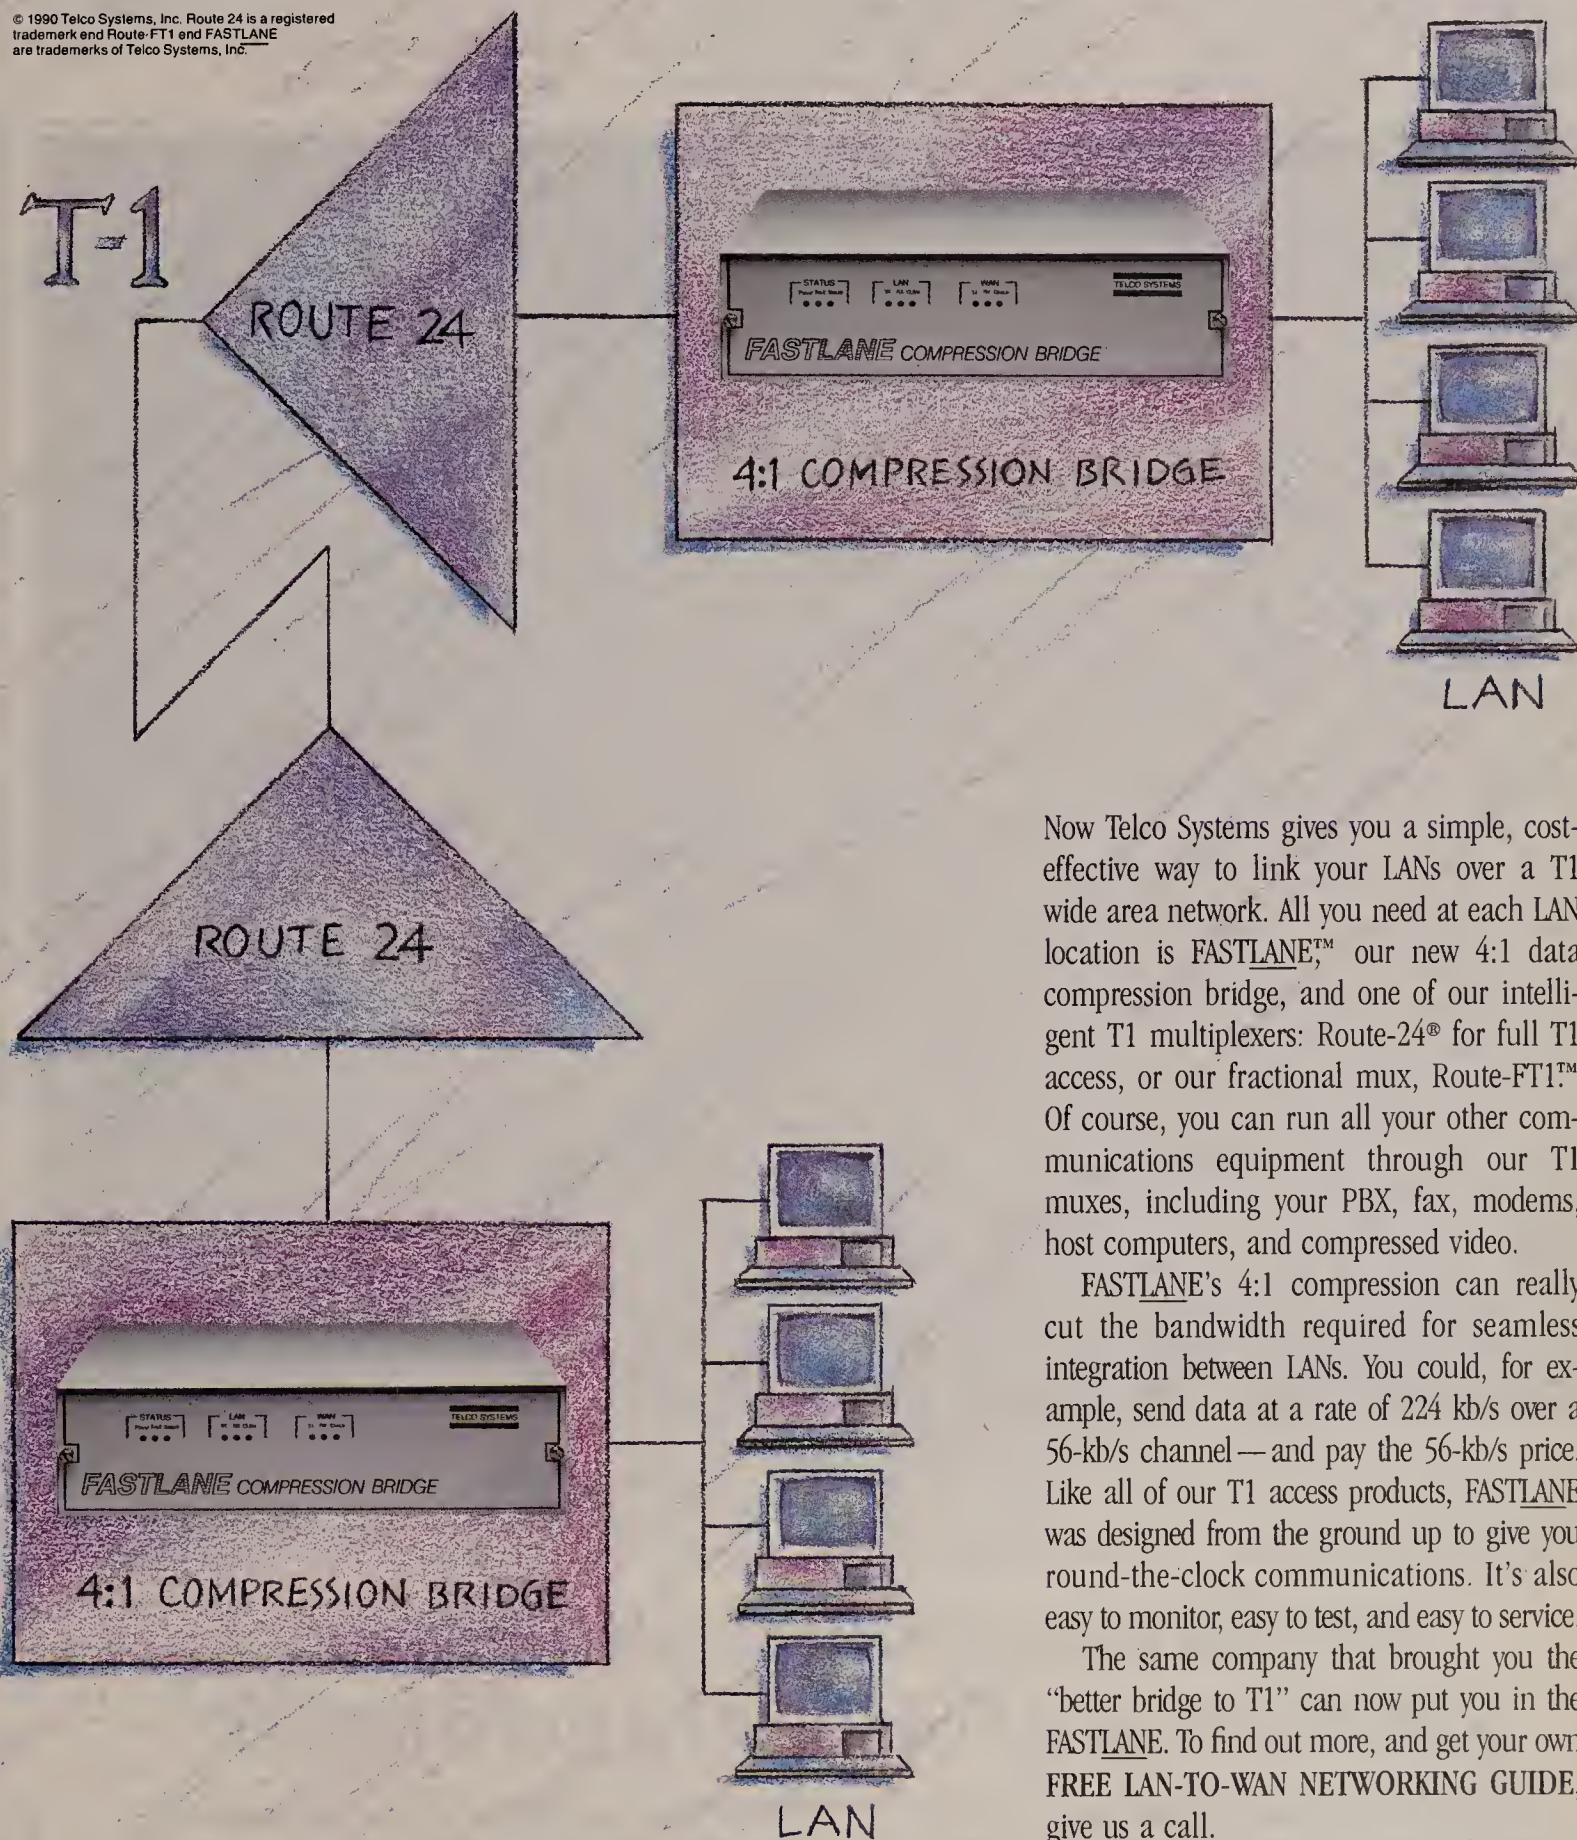 © 1990 Telco Systems, Inc. Route 24 is a registered
trademerk end Route-FT1 end FASTLANE
are trademerks of Telco Systems, Inc.
T-1
ROUTE 24
STATUS
LAN
WAN
TELCO SYSTEMS
FASTLANE COMPRESSION BRIDGE
4:1 COMPRESSION BRIDGE
LAN
ROUTE 24
STATUS
LAN
WAN
TELCO SYSTEMS
FASTLANE COMPRESSION BRIDGE
4:1 COMPRESSION BRIDGE
LAN
Now Telco Systems gives you a simple, cost-
effective way to link your LANs over a T1
wide area network. All you need at each LAN
location is FASTLANE,™ our new 4:1 data
compression bridge, and one of our intelli-
gent T1 multiplexers: Route-24® for full T1
access, or our fractional mux, Route-FT1.™
Of course, you can run all your other com-
munications equipment through our T1
muxes, including your PBX, fax, modems,
host computers, and compressed video.
FASTLANE's 4:1 compression can really
cut the bandwidth required for seamless
integration between LANs. You could, for ex-
ample, send data at a rate of 224 kb/s over a
56-kb/s channel — and pay the 56-kb/s price.
Like all of our T1 access products, FASTLANE
was designed from the ground up to give you
round-the-clock communications. It's also
easy to monitor, easy to test, and easy to service.
The same company that brought you the
“better bridge to T1” can now put you in the
FASTLANE. To find out more, and get your own
FREE LAN-TO-WAN NETWORKING GUIDE,
give us a call.